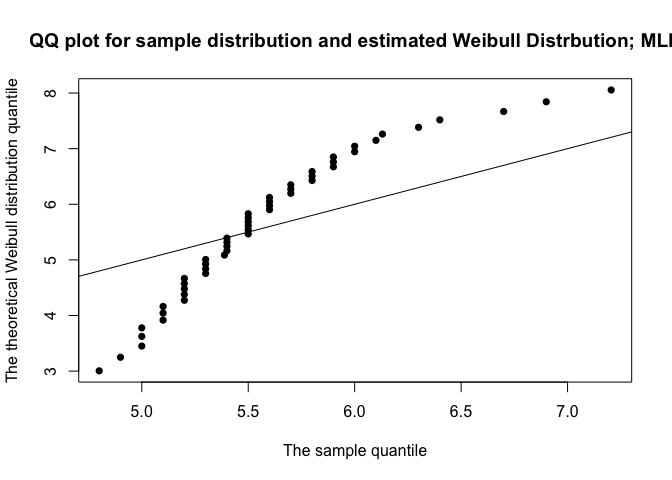 QQ plot for sample distribution and estimated Weibull Distrbution; MLI
The theoretical Weibull distribution quantile
8
7
6
5
4
3
5.0 5.5 6.0 6.5 7.0
The sample quantile